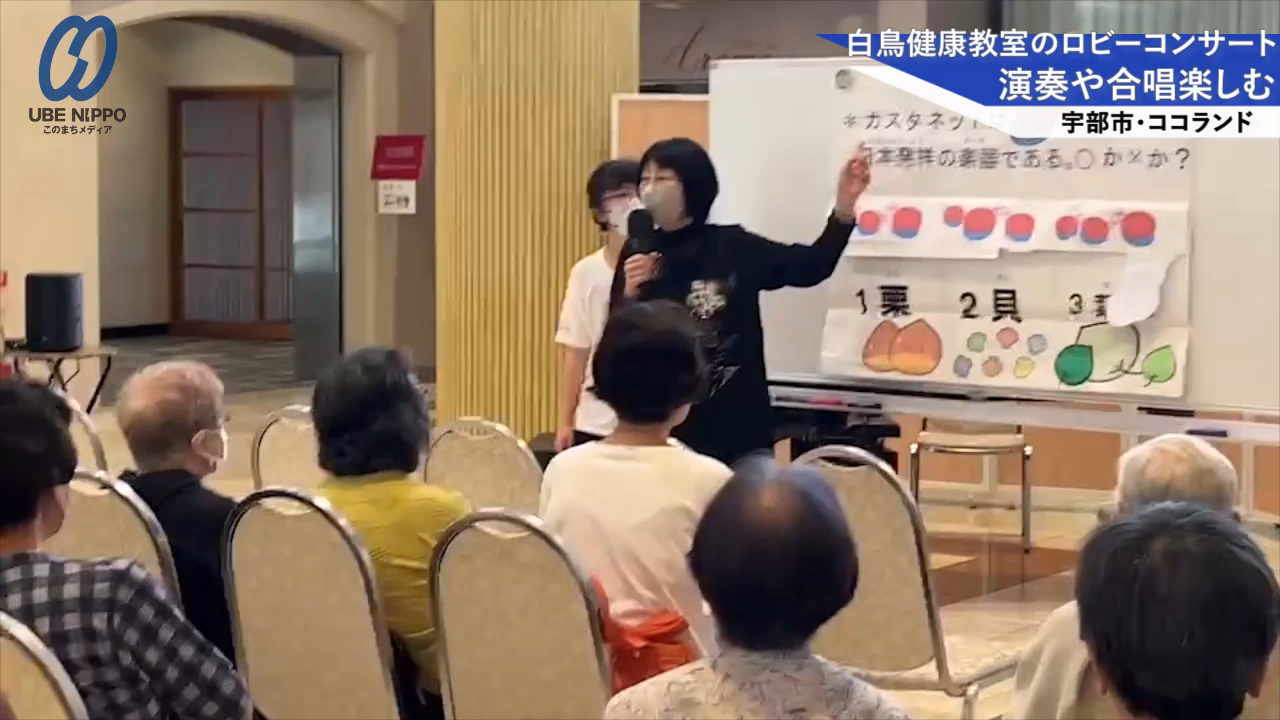 UBE NIPPO
このまちメディア
白鳥健康教室のロビーコンサート
演奏や合唱楽しむ
宇部市・ココランド
*カスタネットは
日本発祥の楽器である。○か×か?
1 栗 2 貝 3